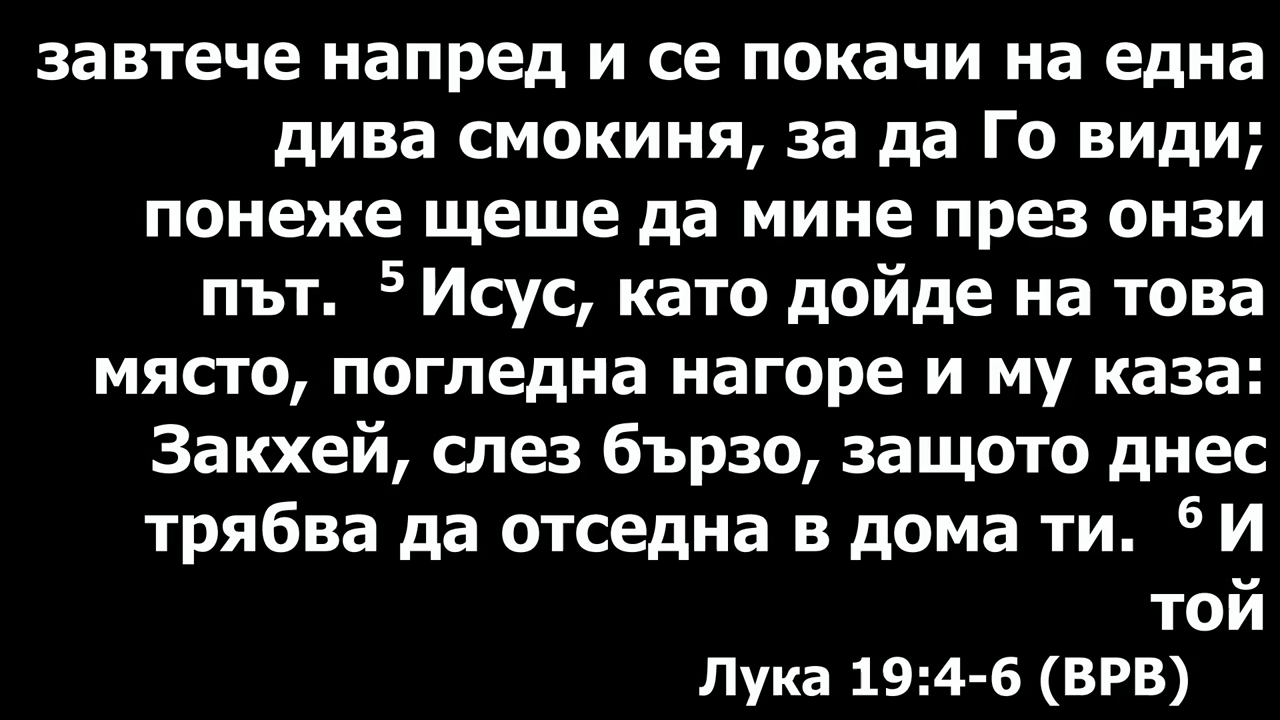 завтече напред и се покачи на една
дива смокиня, за да Го види;
понеже щеше да мине през онзи
път. 5 Исус, като дойде на това
място, погледна нагоре и му каза:
Закхей, слез бързо, защото днес
трябва да отседна в дома ти. 6 И
той
Лука 19:4-6 (ВРВ)